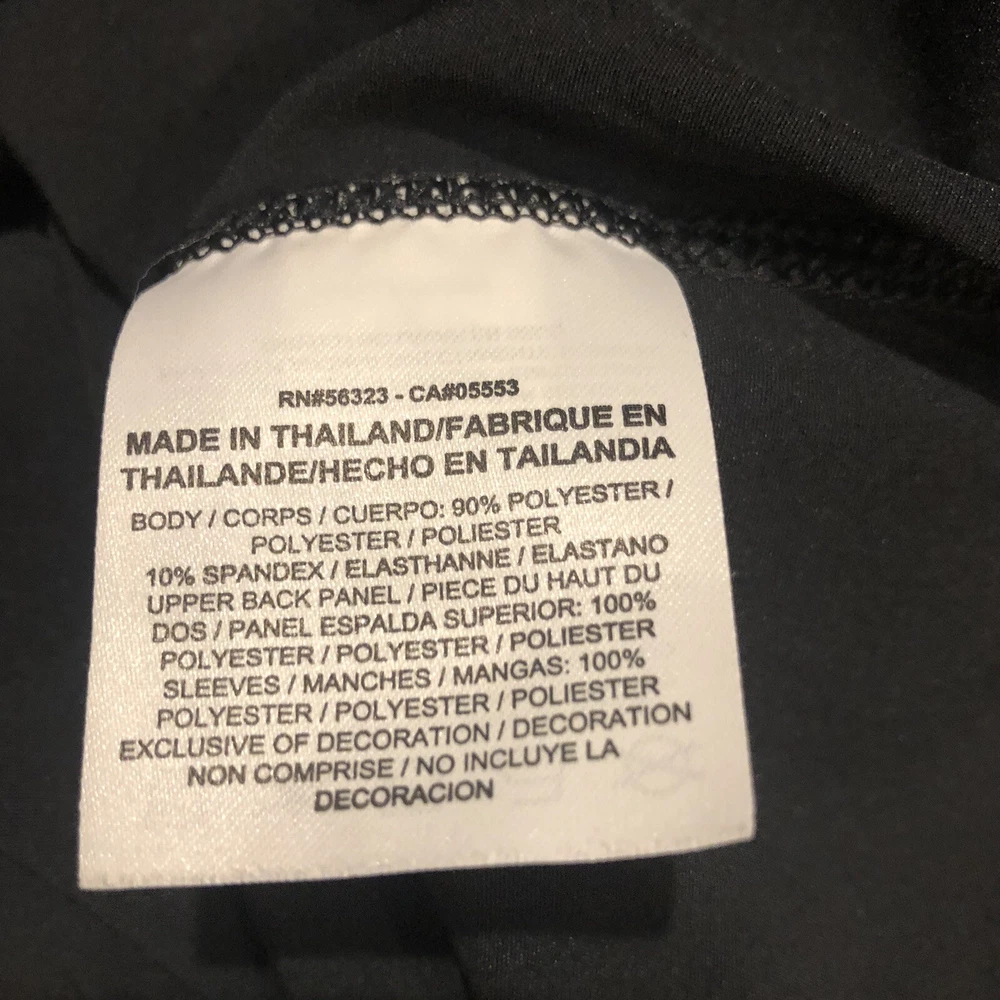 RN#56323 - CA#05553
MADE IN THAILAND/FABRIQUE EN
THAILANDE/HECHO EN TAILANDIA
BODY / CORPS / CUERPO: 90% POLYESTER /
POLYESTER / POLIESTER
10% SPANDEX / ELASTHANNE / ELASTANO
UPPER BACK PANEL / PIECE DU HAUT DU
DOS / PANEL ESPALDA SUPERIOR: 100%
POLYESTER / POLYESTER / POLIESTER
SLEEVES / MANCHES / MANGAS: 100%
POLYESTER / POLYESTER / POLIESTER
EXCLUSIVE OF DECORATION / DECORATION
NON COMPRISE / NO INCLUYE LA
DECORACION